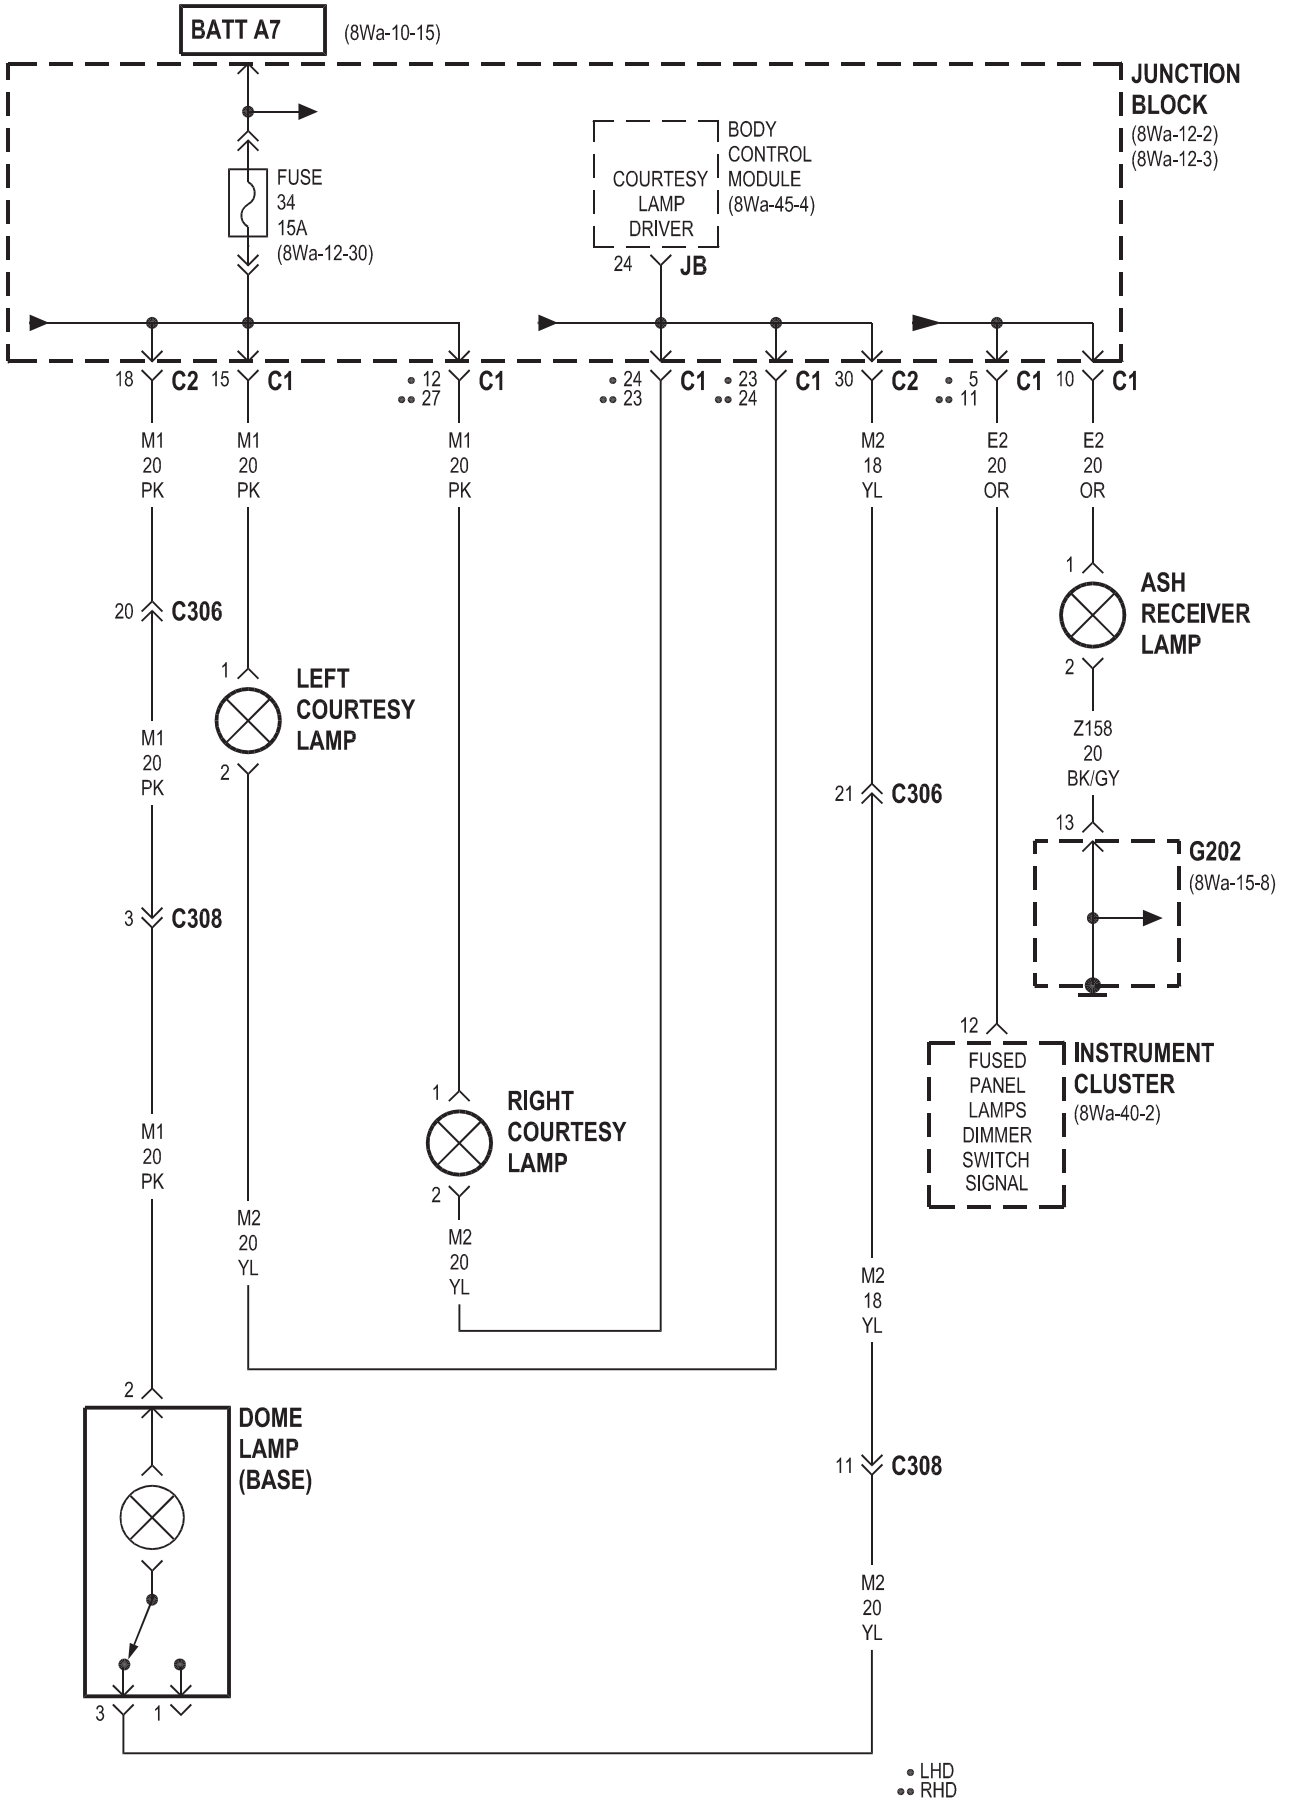 BATT A7 (8Wa-10-15)
JUNCTION
BLOCK
(8Wa-12-2)
(8Wa-12-3)
FUSE
34
15A
(8Wa-12-30)
BODY
CONTROL
MODULE
(8Wa-45-4)
COURTESY
LAMP
DRIVER
24 JB
18 C2
15 C1
• 12 C1
•• 27
• 24 C1
•• 23
• 23 C1
•• 24
30 C2
• 5 C1
•• 11
10 C1
M1
20
PK
M1
20
PK
M1
20
PK
M2
18
YL
E2
20
OR
E2
20
OR
1
ASH
RECEIVER
LAMP
2
20 C306
1
LEFT
COURTESY
LAMP
2
M1
20
PK
Z158
20
BK/GY
21 C306
13
G202
(8Wa-15-8)
3 C308
12
FUSED
PANEL
LAMPS
DIMMER
SWITCH
SIGNAL
INSTRUMENT
CLUSTER
(8Wa-40-2)
1
RIGHT
COURTESY
LAMP
2
M1
20
PK
M2
20
YL
M2
20
YL
M2
18
YL
2
DOME
LAMP
(BASE)
11 C308
M2
20
YL
3
1
• LHD
•• RHD